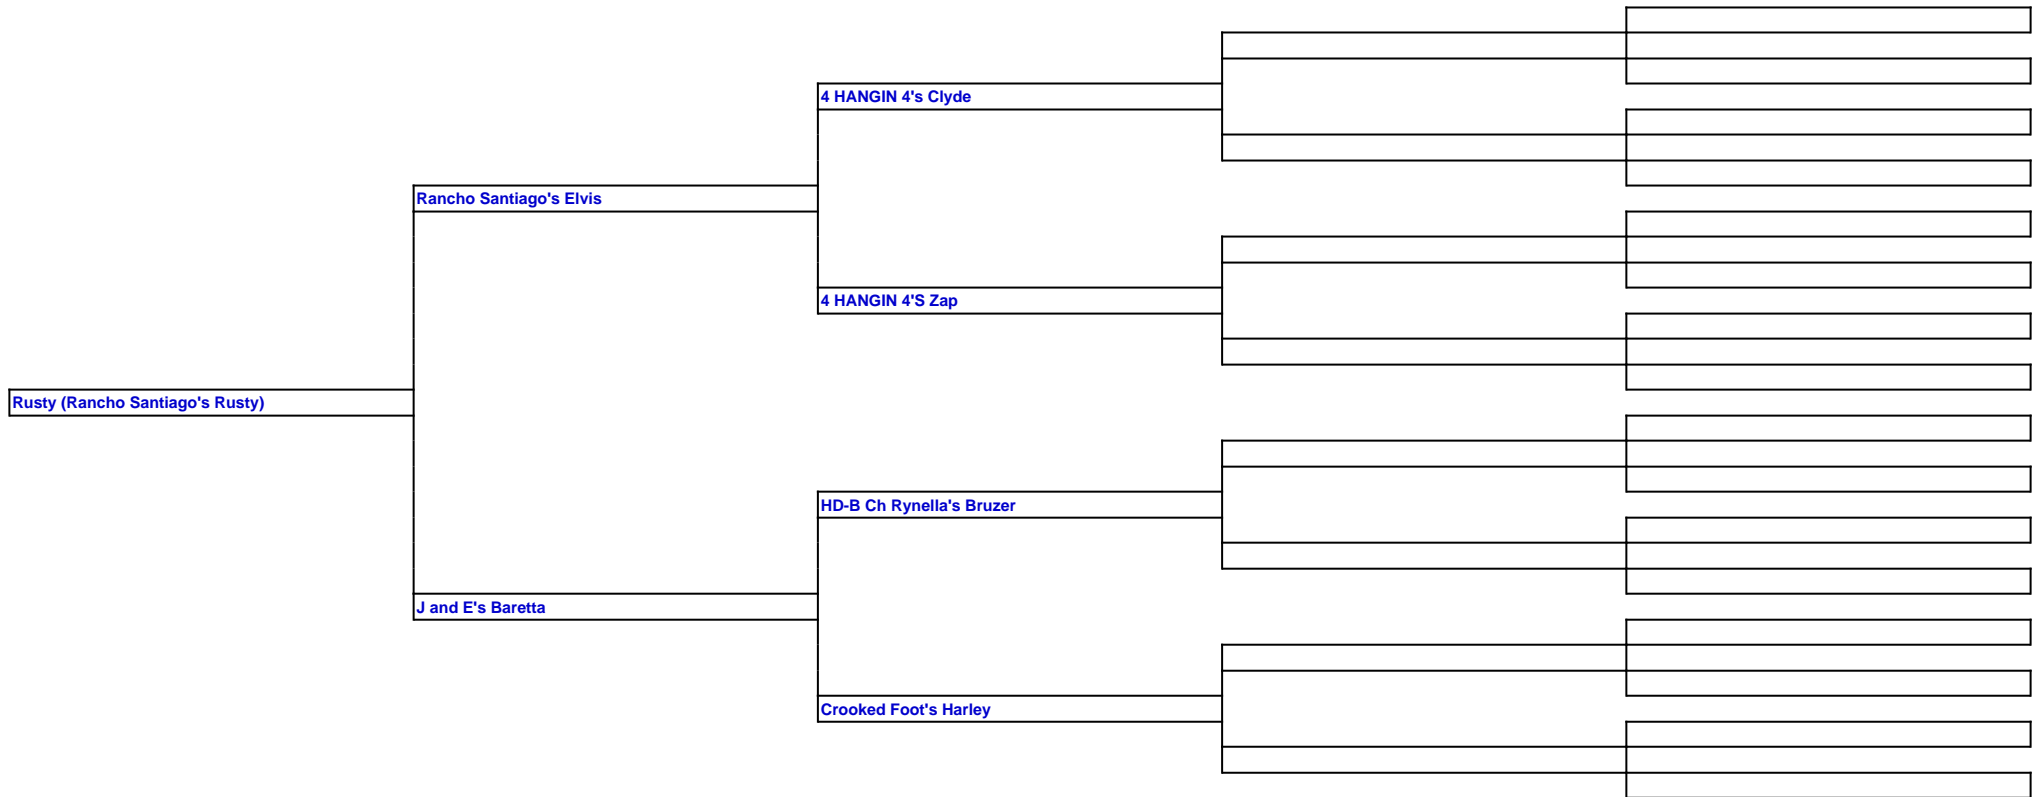 4 HANGIN 4's Clyde
Rancho Santiago's Elvis
4 HANGIN 4'S Zap
Rusty (Rancho Santiago's Rusty)
HD-B Ch Rynella's Bruzer
J and E's Baretta
Crooked Foot's Harley